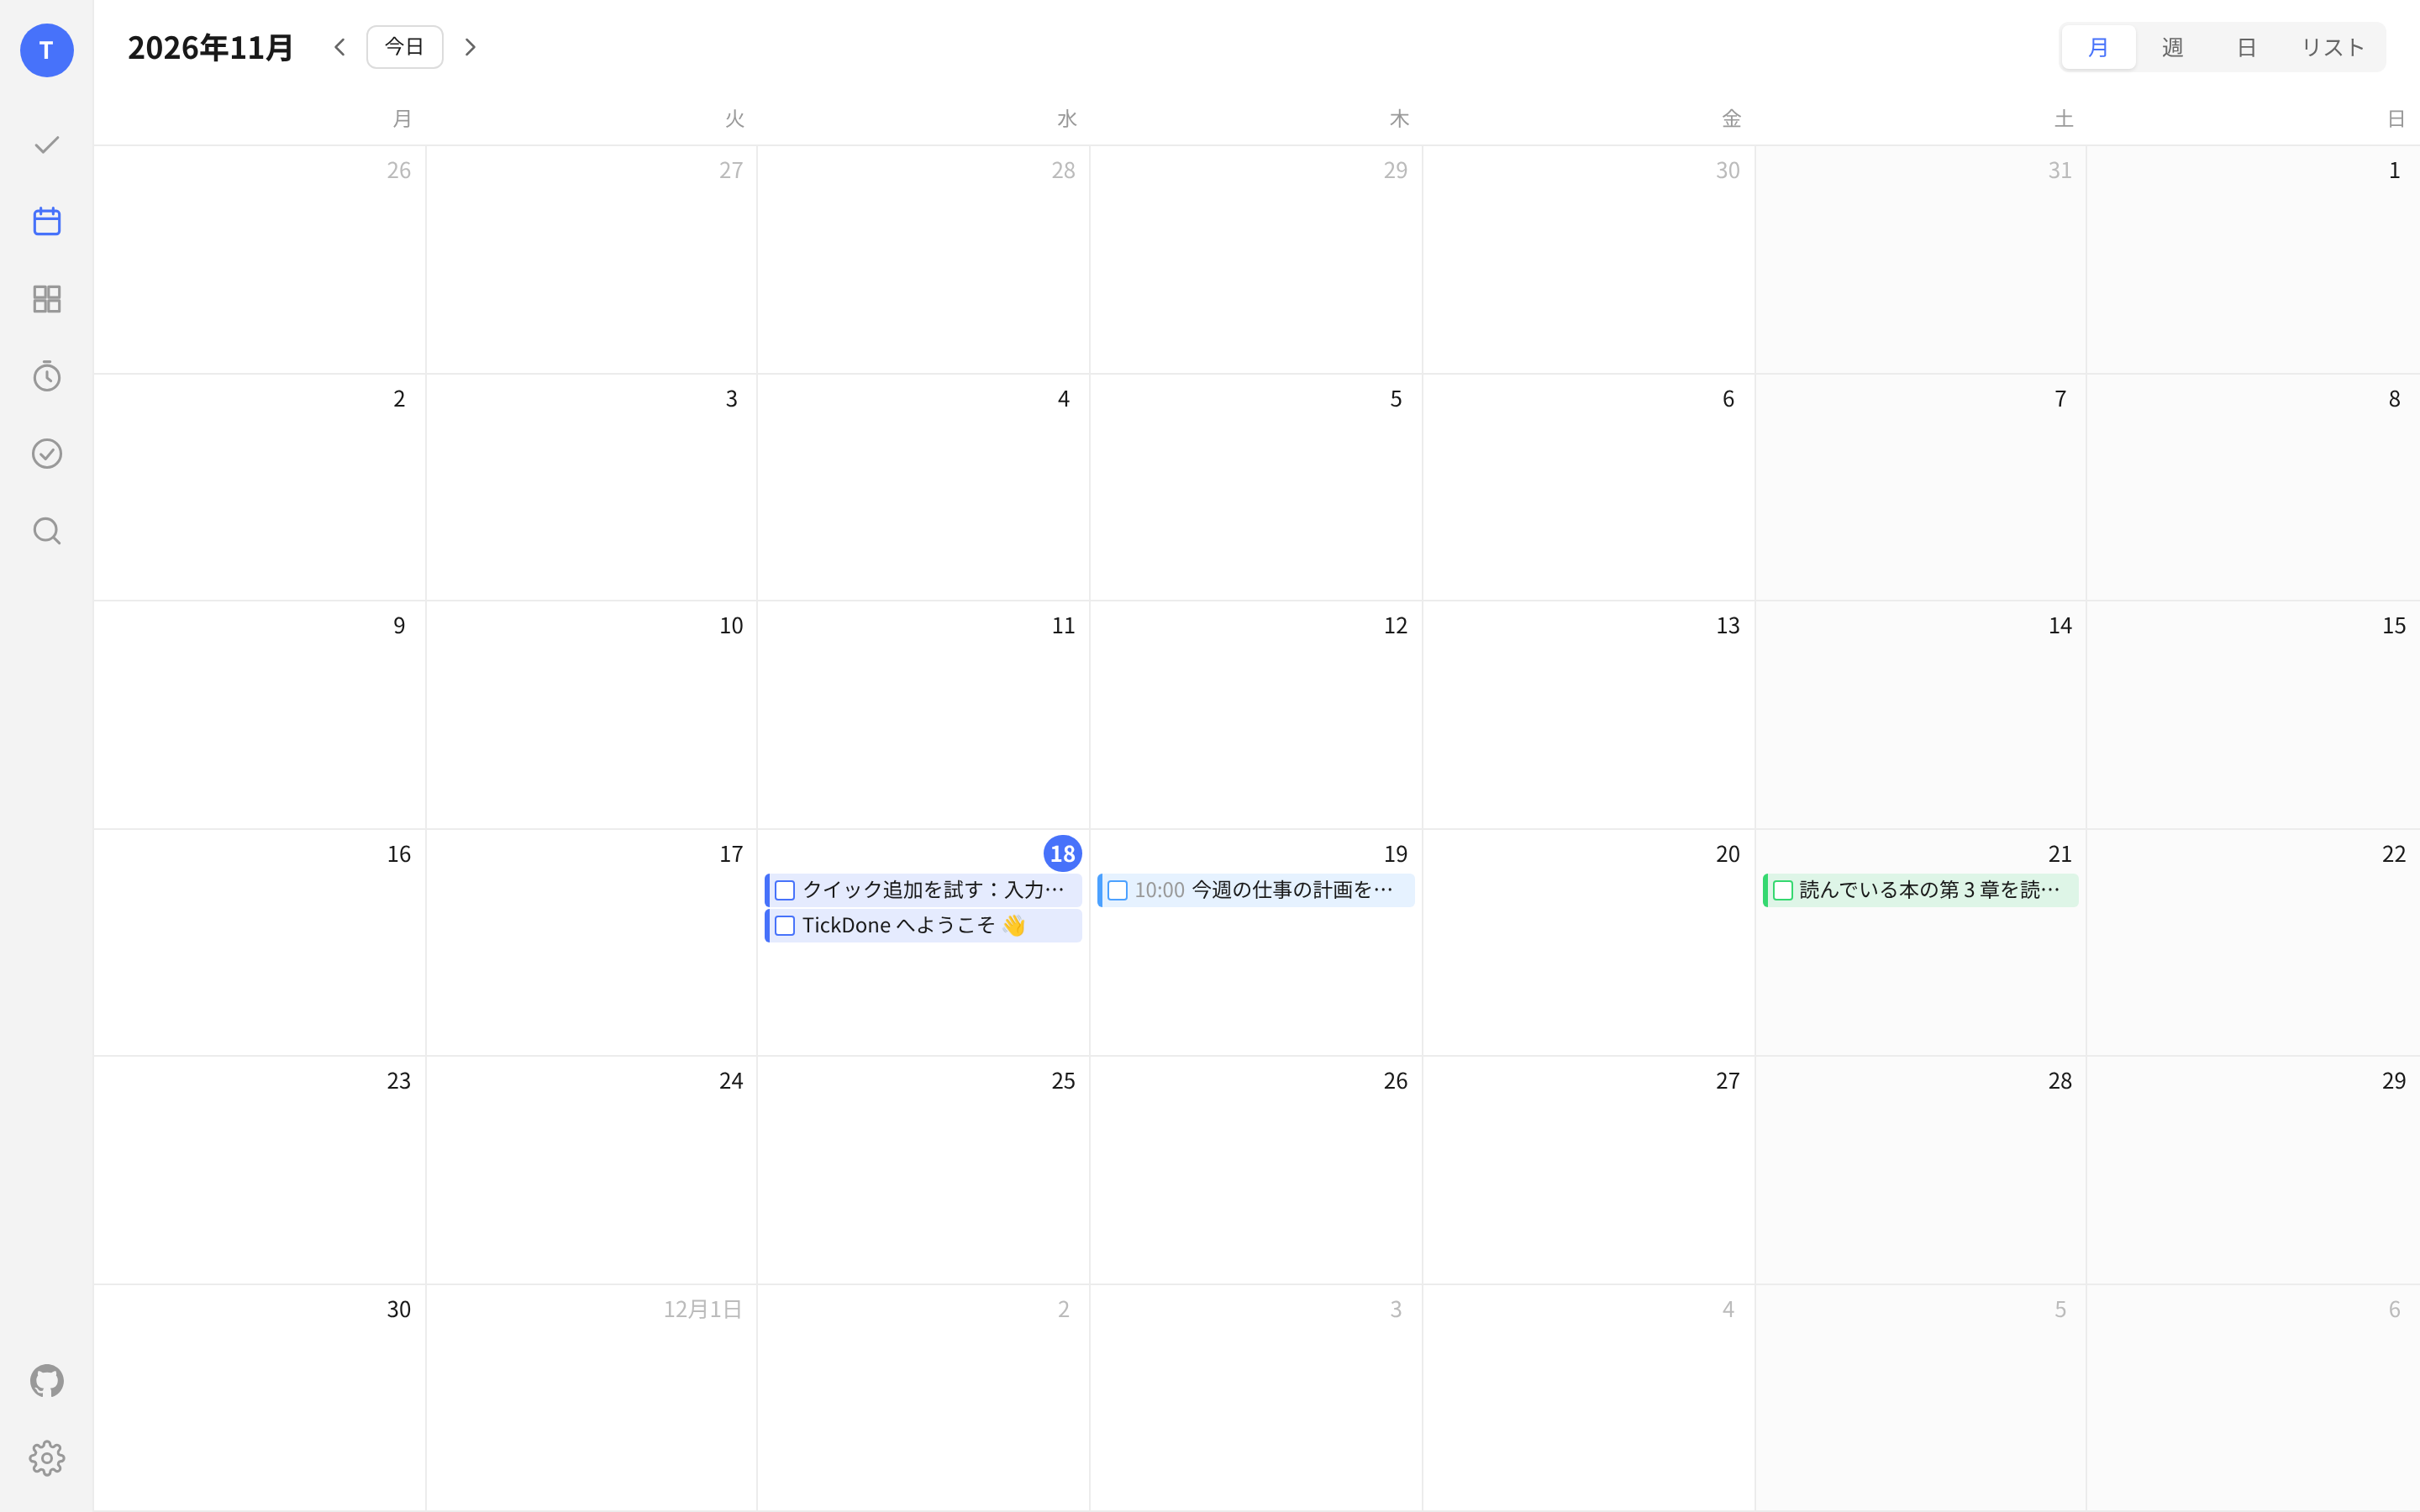 T
2026年11月
今日
月 週 日 リスト
月 火 水 木 金 土 日
26 27 28 29 30 31 1
2 3 4 5 6 7 8
9 10 11 12 13 14 15
16 17 18 19 20 21 22
クイック追加を試す：入力…
TickDone へようこそ 👋
10:00 今週の仕事の計画を…
読んでいる本の第 3 章を読…
23 24 25 26 27 28 29
30 12月1日 2 3 4 5 6